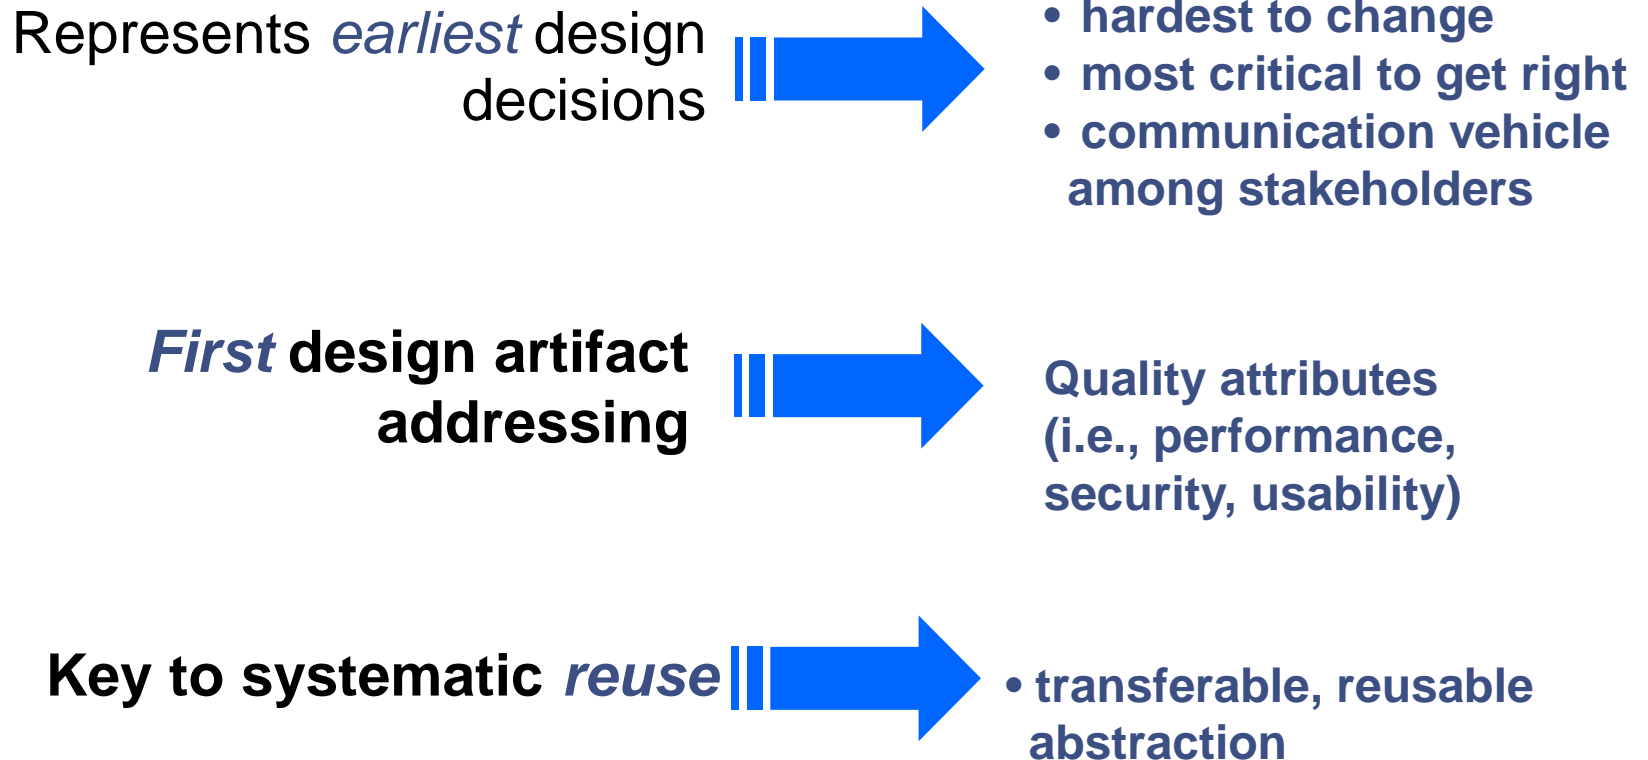 Represents earliest design
decisions
• hardest to change
• most critical to get right
• communication vehicle
among stakeholders
First design artifact
addressing
Quality attributes
(i.e., performance,
security, usability)
Key to systematic reuse
• transferable, reusable
abstraction